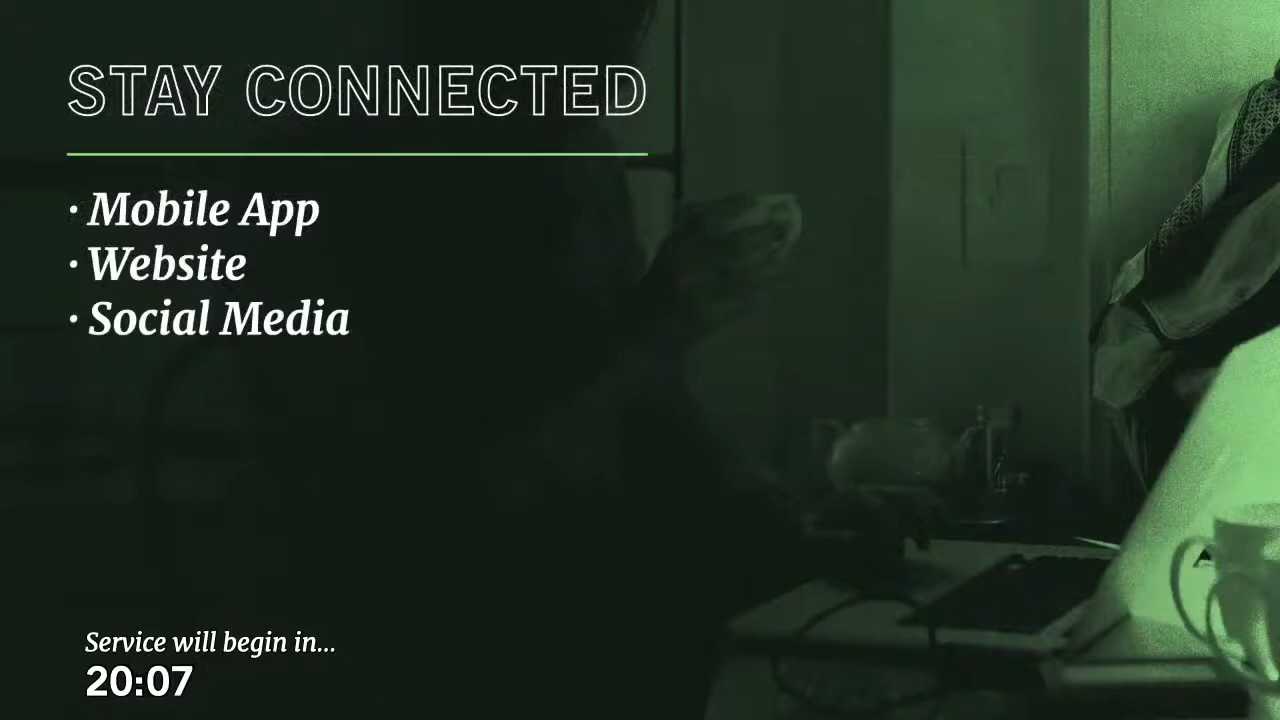 STAY CONNECTED
· Mobile App
· Website
· Social Media
Service will begin in...
20:07